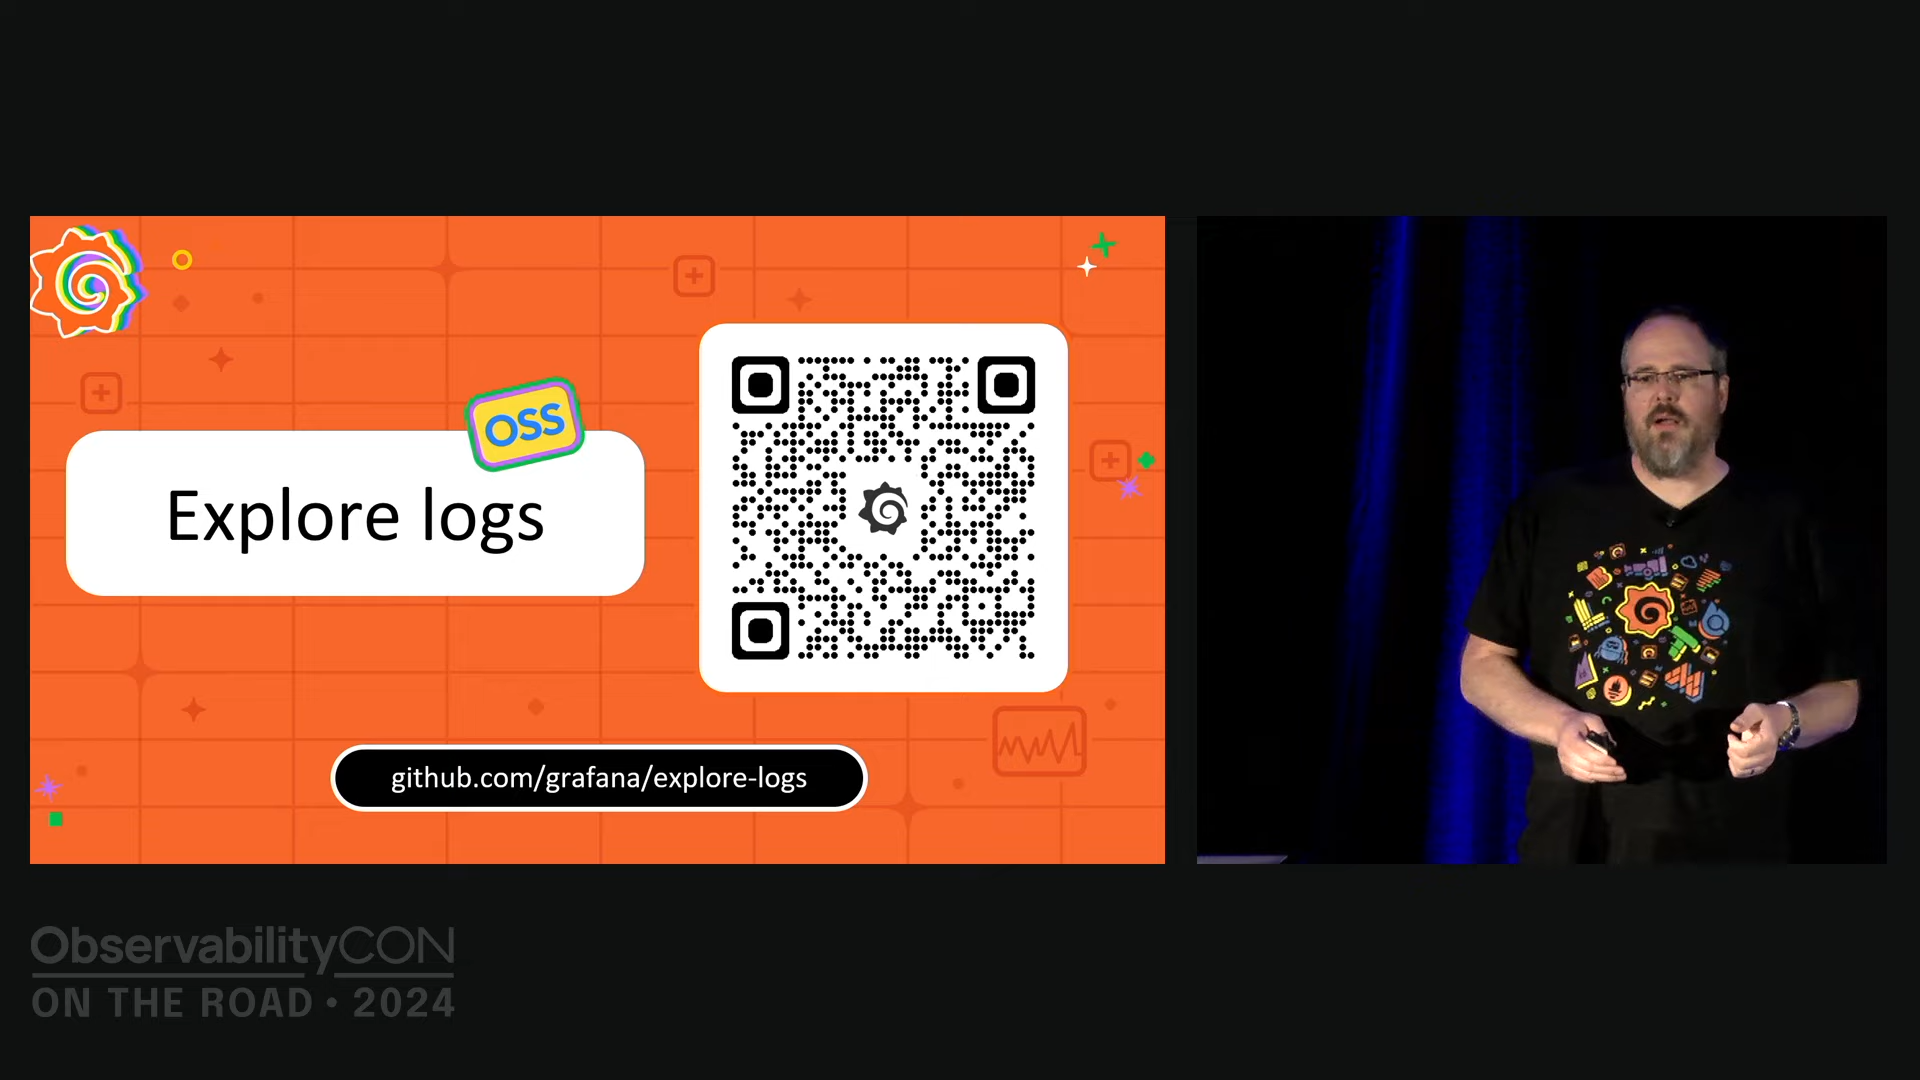 OSS
Explore logs
github.com/grafana/explore-logs
ObservabilityCON
ON THE ROAD • 2024